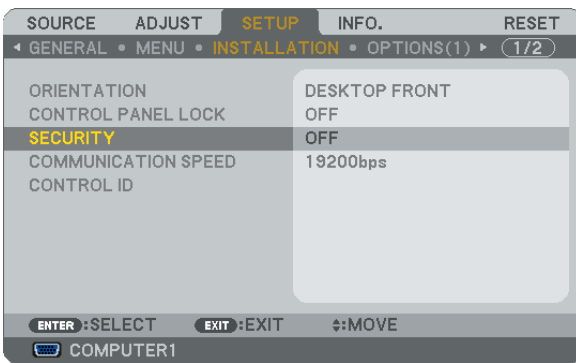 SOURCE ADJUST SETUP INFO. RESET
◂ GENERAL • MENU • INSTALLATION • OPTIONS(1) ▸ 1/2
ORIENTATION DESKTOP FRONT
CONTROL PANEL LOCK OFF
SECURITY OFF
COMMUNICATION SPEED 19200bps
CONTROL ID
ENTER :SELECT EXIT :EXIT ♦:MOVE
COMPUTER1